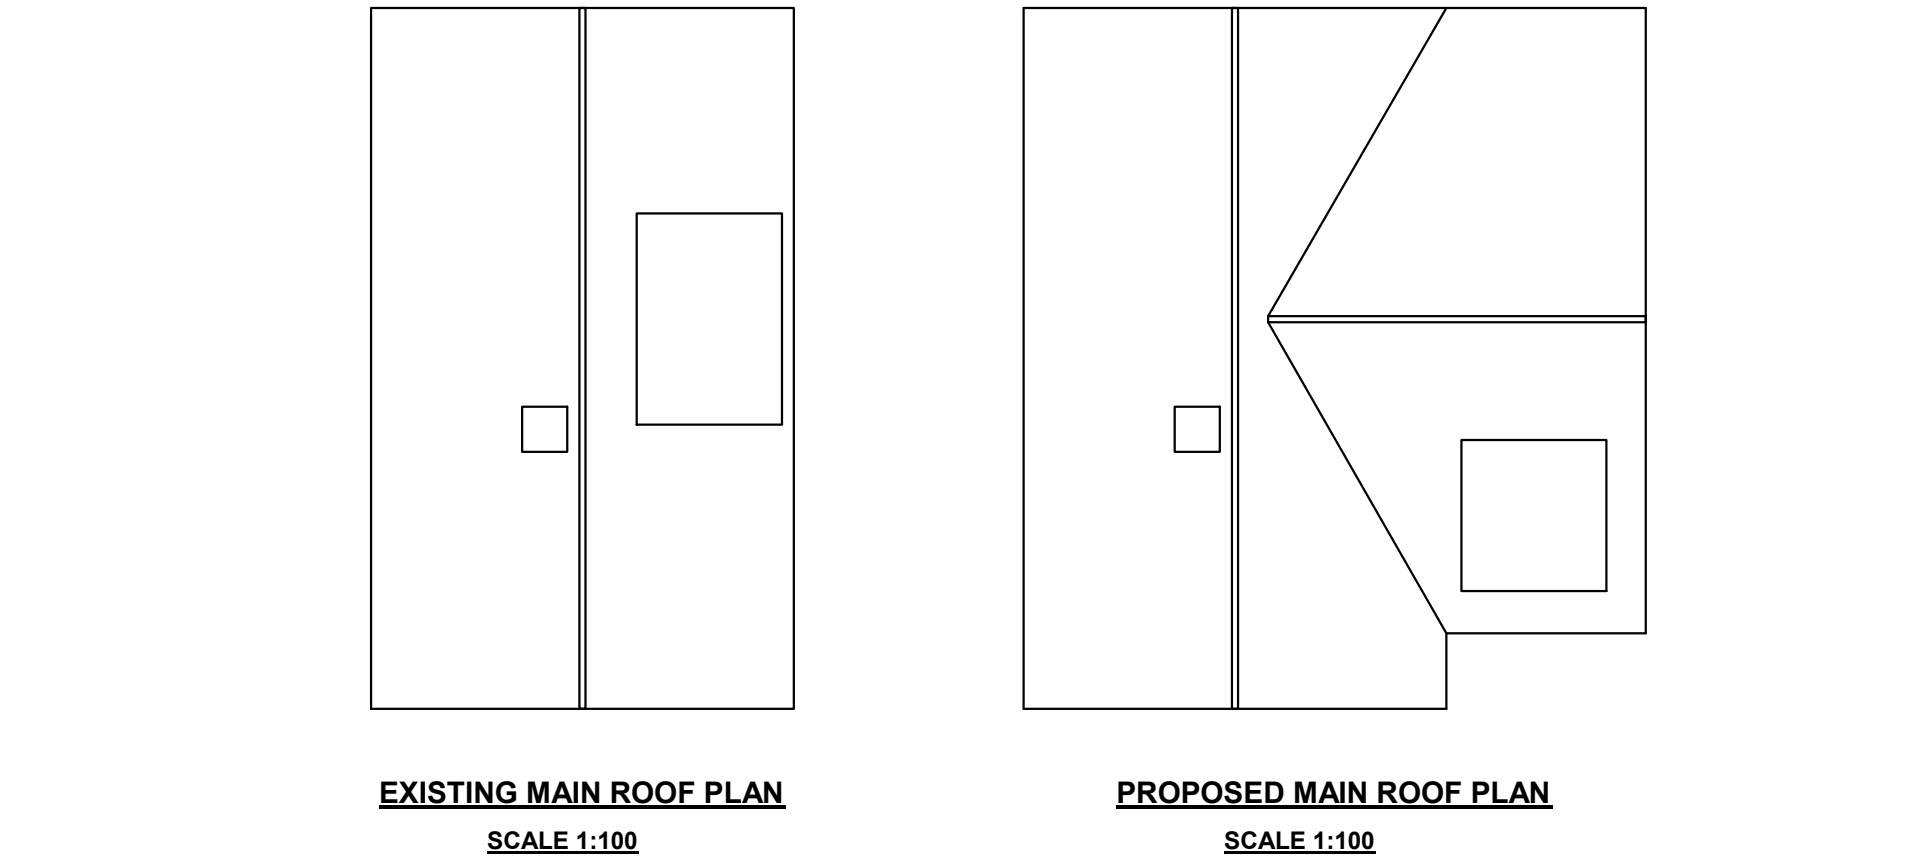 EXISTING MAIN ROOF PLAN
SCALE 1:100
PROPOSED MAIN ROOF PLAN
SCALE 1:100